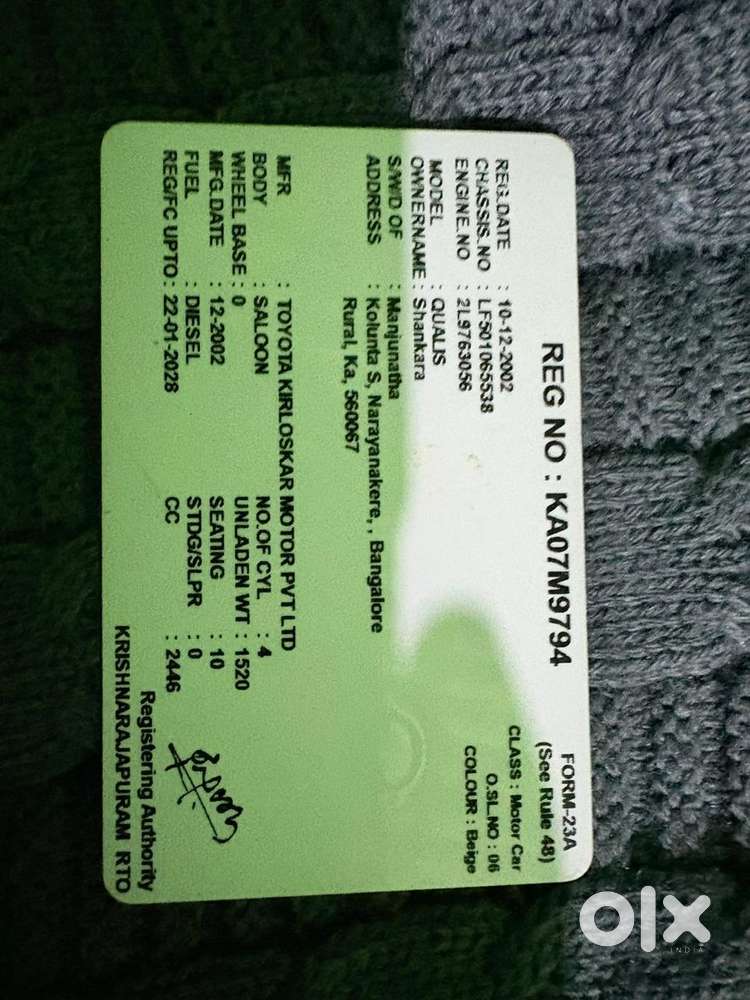 FORM-23A
(See Rule 48)
REG NO : KA07M9794
CLASS : Motor Car
REG.DATE : 10-12-2002
O.SL.NO : 06
CHASSIS.NO : LF501065538
COLOUR : Beige
ENGINE.NO : 2L9763056
MODEL : QUALIS
OWNERNAME : Shankara
S/W/D OF : Manjunatha
ADDRESS : Kolunta S, Narayanakere, , Bangalore
Rural, Ka, 560067
MFR : TOYOTA KIRLOSKAR MOTOR PVT LTD
BODY : SALOON NO.OF CYL : 4
WHEEL BASE : 0 UNLADEN WT : 1520
MFG.DATE : 12-2002 SEATING : 10
FUEL : DIESEL STDG/SLPR : 0
REG/FC UPTO : 22-01-2028 CC : 2446
Registering Authority
KRISHNARAJAPURAM RTO
olx
INDIA